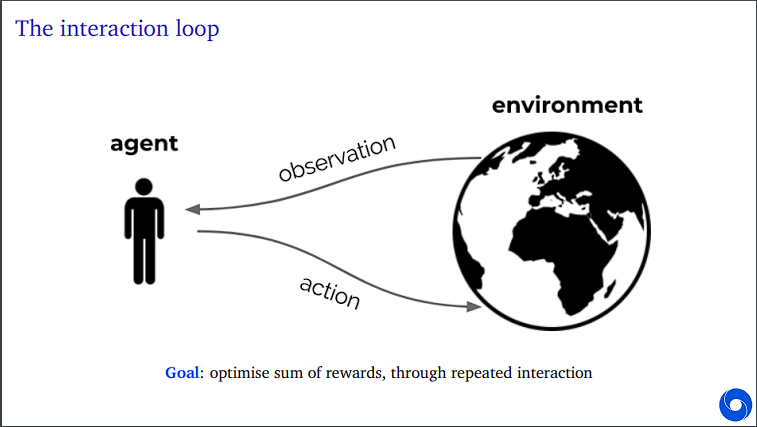 The interaction loop
environment
agent
observation
action
Goal: optimise sum of rewards, through repeated interaction